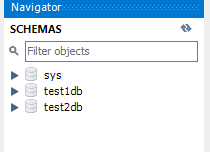 Navigator
SCHEMAS
Filter objects
sys
test1db
test2db